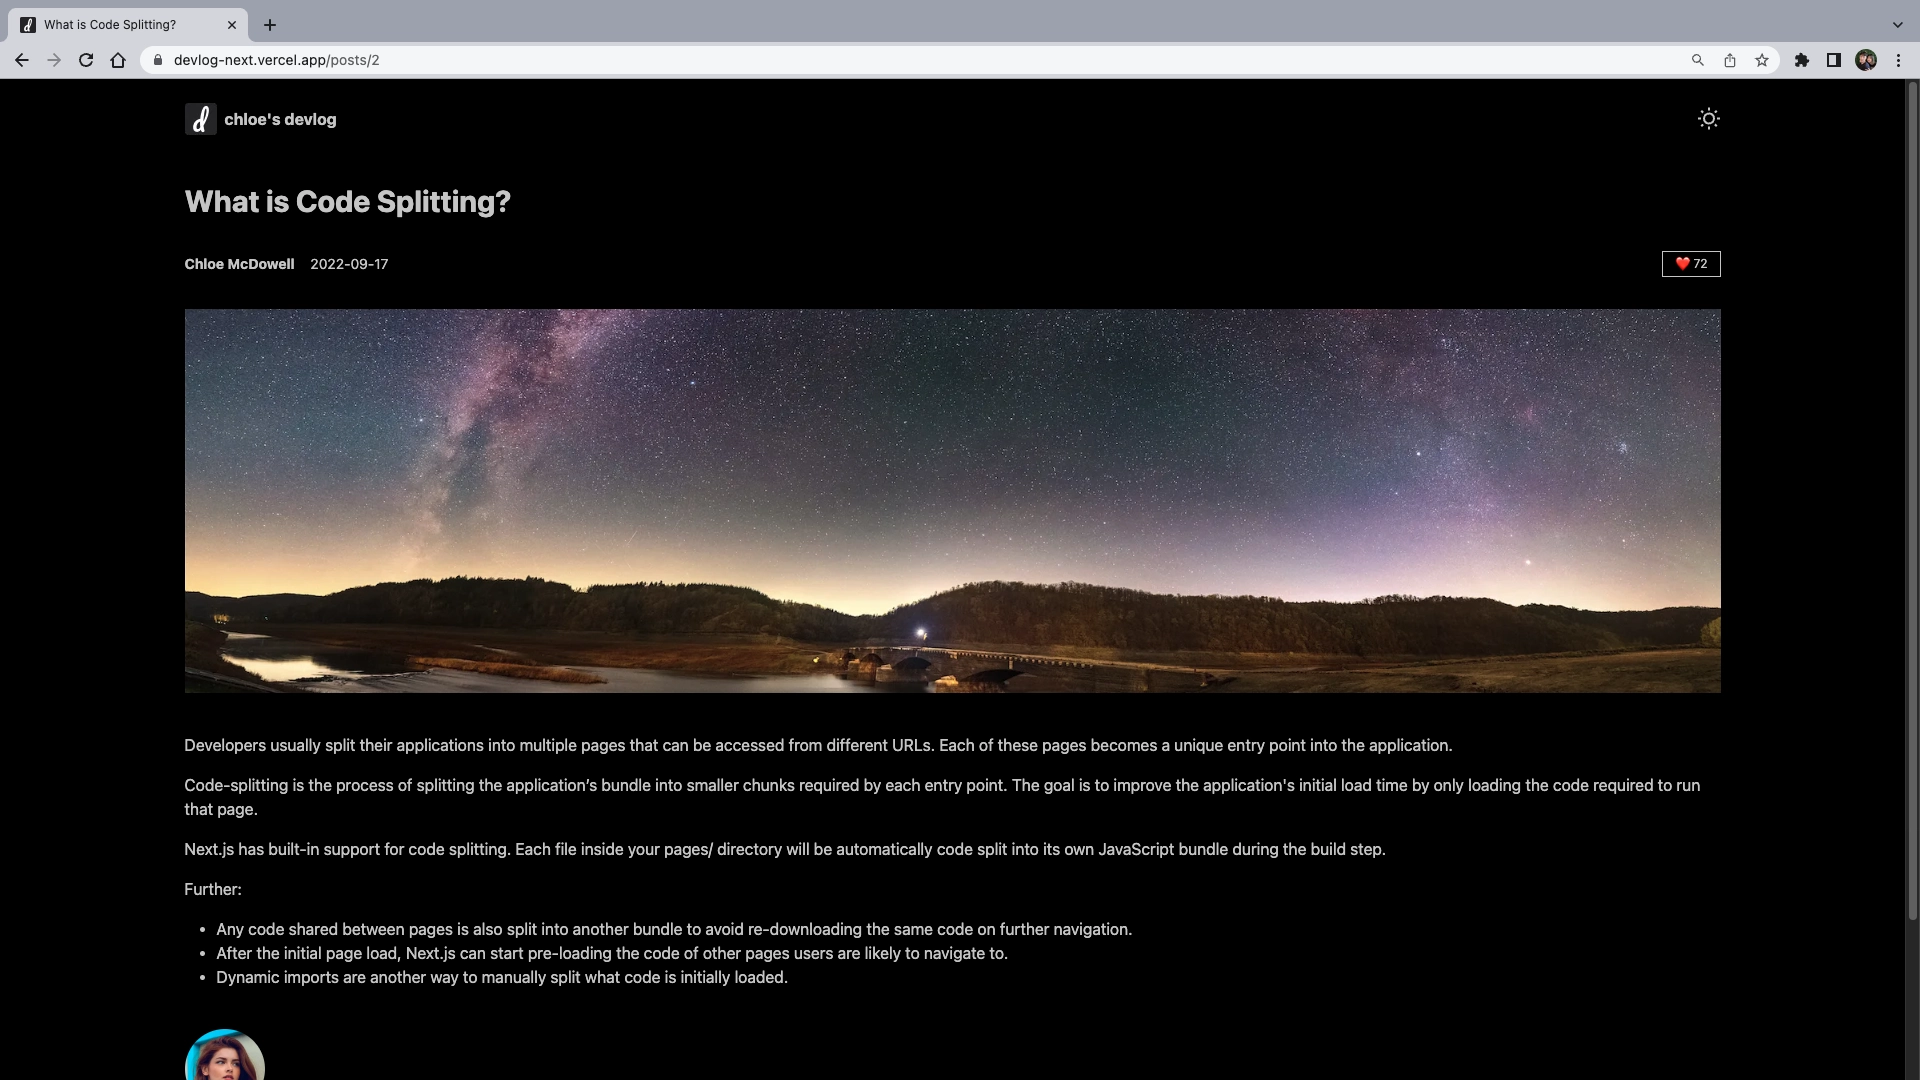 What is Code Splitting?
devlog-next.vercel.app/posts/2
d chloe's devlog
What is Code Splitting?
Chloe McDowell 2022-09-17
❤️ 72
Developers usually split their applications into multiple pages that can be accessed from different URLs. Each of these pages becomes a unique entry point into the application.
Code-splitting is the process of splitting the application’s bundle into smaller chunks required by each entry point. The goal is to improve the application's initial load time by only loading the code required to run
that page.
Next.js has built-in support for code splitting. Each file inside your pages/ directory will be automatically code split into its own JavaScript bundle during the build step.
Further:
• Any code shared between pages is also split into another bundle to avoid re-downloading the same code on further navigation.
• After the initial page load, Next.js can start pre-loading the code of other pages users are likely to navigate to.
• Dynamic imports are another way to manually split what code is initially loaded.